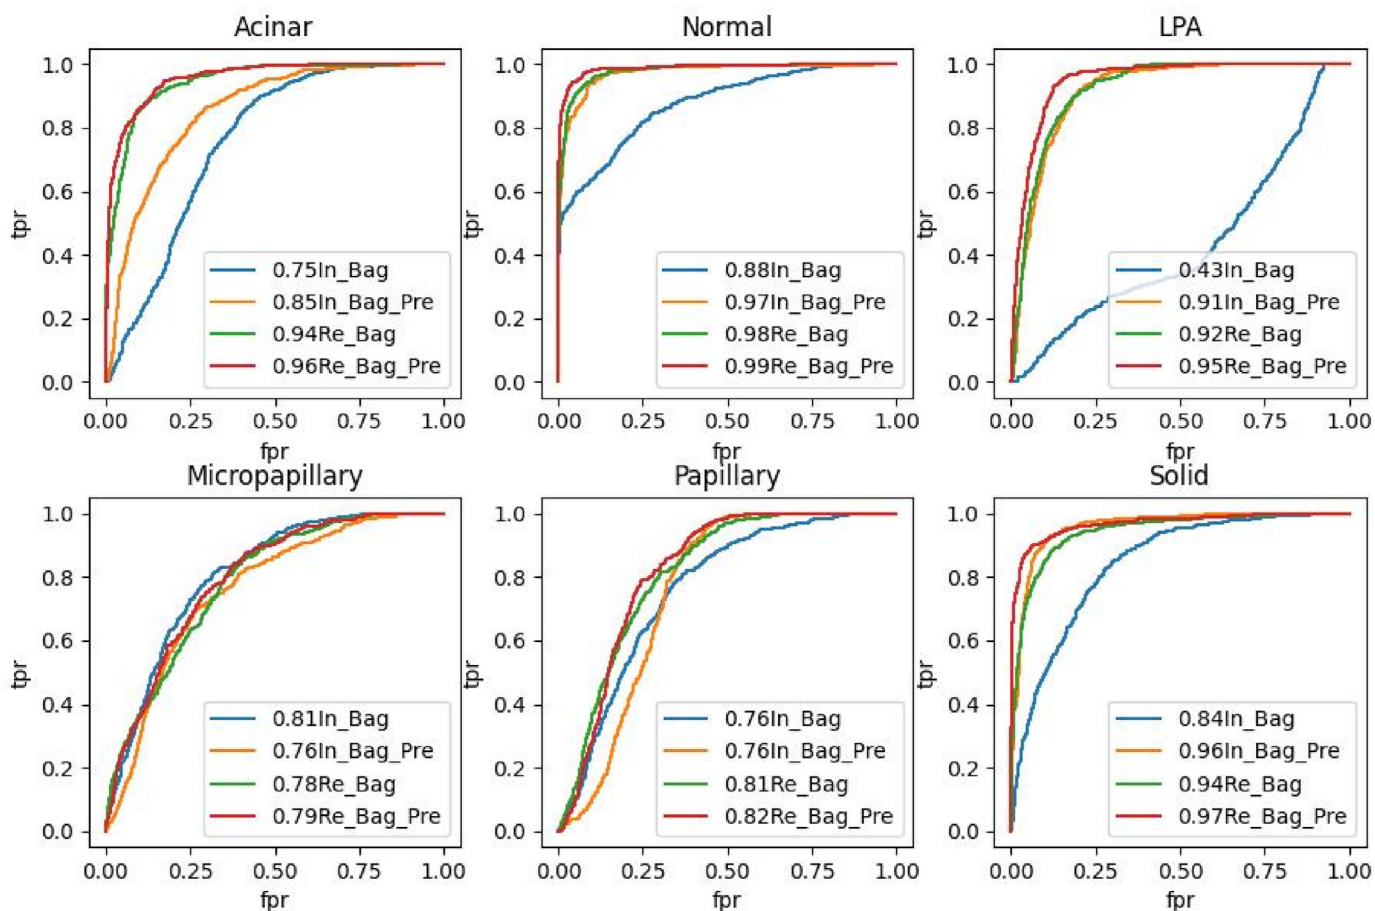 Acinar
1.0
0.8
0.6
0.4
0.2
0.0
tpr
0.75In_Bag
0.85In_Bag_Pre
0.94Re_Bag
0.96Re_Bag_Pre
0.00 0.25 0.50 0.75 1.00
fpr
Normal
1.0
0.8
0.6
0.4
0.2
0.0
tpr
0.88In_Bag
0.97In_Bag_Pre
0.98Re_Bag
0.99Re_Bag_Pre
0.00 0.25 0.50 0.75 1.00
fpr
LPA
1.0
0.8
0.6
0.4
0.2
0.0
tpr
0.43In_Bag
0.91In_Bag_Pre
0.92Re_Bag
0.95Re_Bag_Pre
0.00 0.25 0.50 0.75 1.00
fpr
Micropapillary
1.0
0.8
0.6
0.4
0.2
0.0
tpr
0.81In_Bag
0.76In_Bag_Pre
0.78Re_Bag
0.79Re_Bag_Pre
0.00 0.25 0.50 0.75 1.00
fpr
Papillary
1.0
0.8
0.6
0.4
0.2
0.0
tpr
0.76In_Bag
0.76In_Bag_Pre
0.81Re_Bag
0.82Re_Bag_Pre
0.00 0.25 0.50 0.75 1.00
fpr
Solid
1.0
0.8
0.6
0.4
0.2
0.0
tpr
0.84In_Bag
0.96In_Bag_Pre
0.94Re_Bag
0.97Re_Bag_Pre
0.00 0.25 0.50 0.75 1.00
fpr